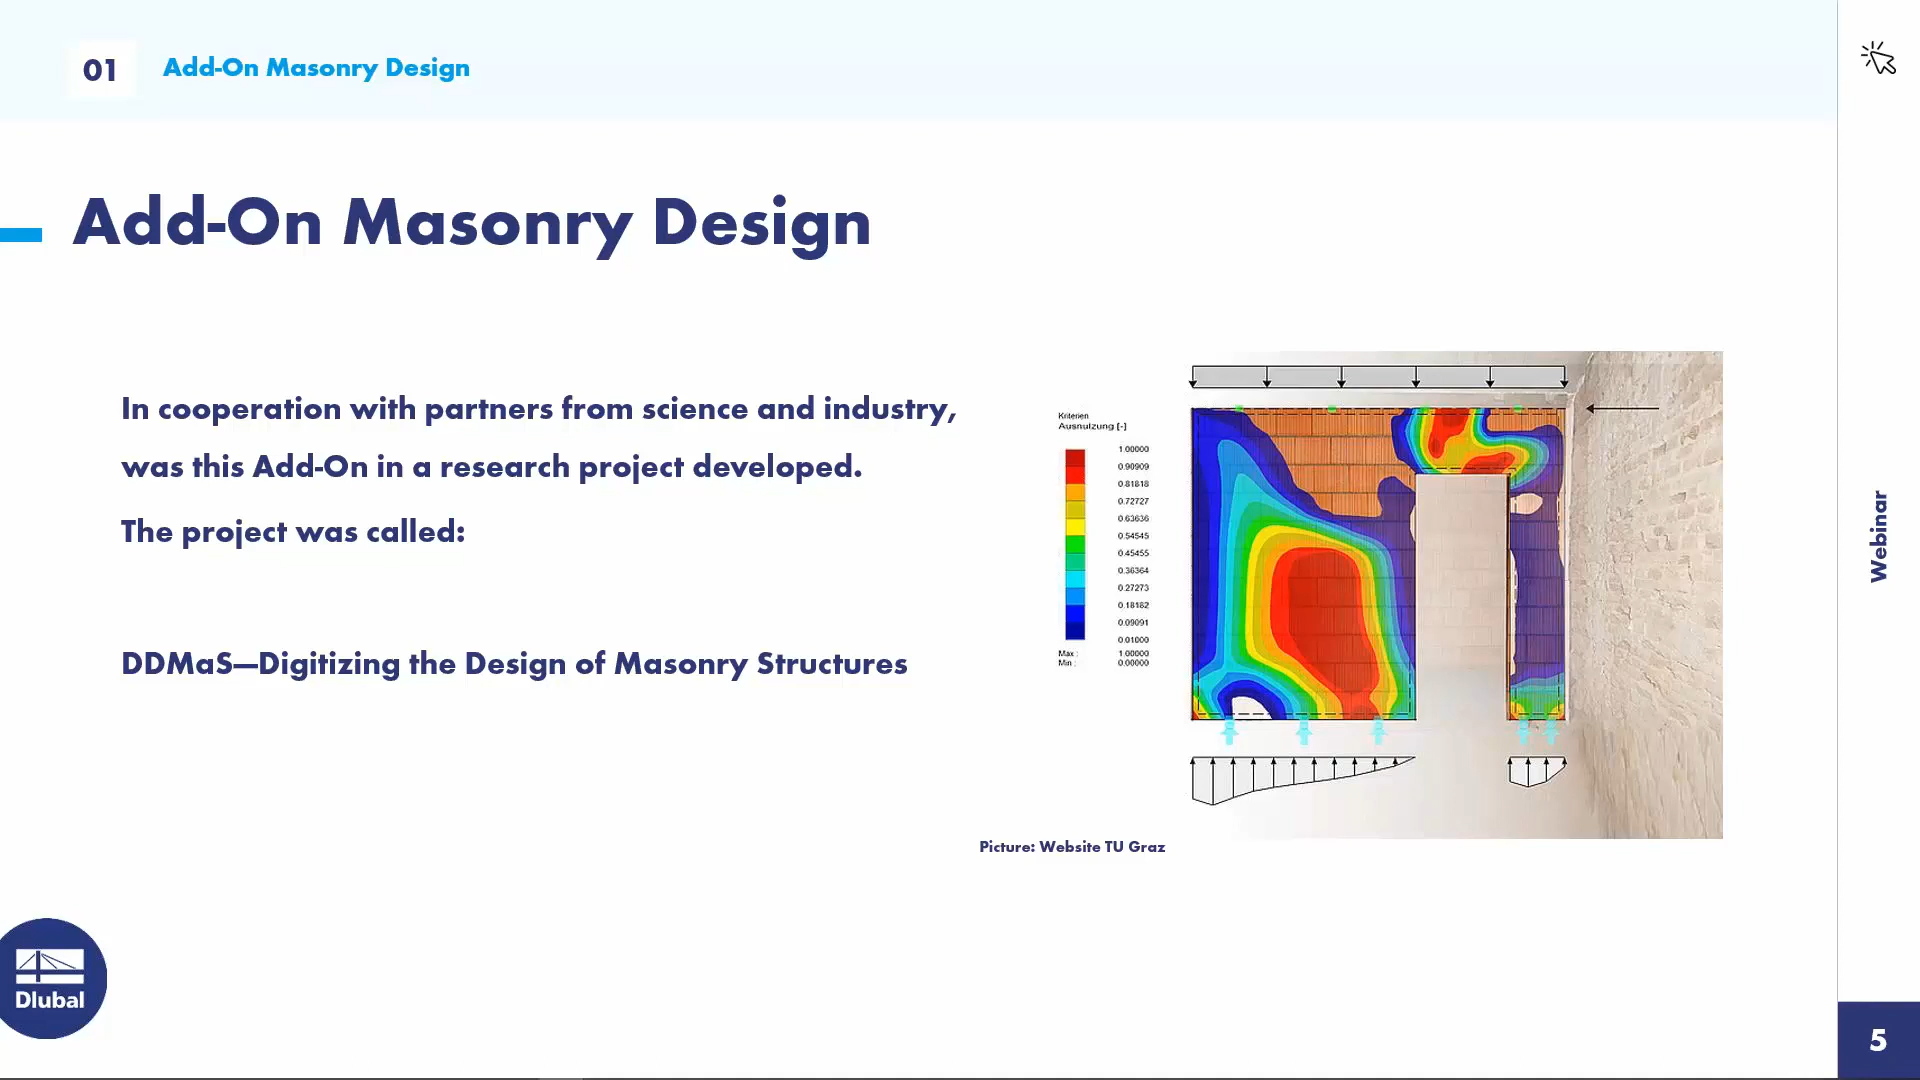 01 Add-On Masonry Design
Add-On Masonry Design
In cooperation with partners from science and industry,
was this Add-On in a research project developed.
The project was called:
DDMaS—Digitizing the Design of Masonry Structures
Kriterien
Ausnutzung [-]
1.00000
0.90909
0.81818
0.72727
0.63636
0.54545
0.45455
0.36364
0.27273
0.18182
0.09091
0.01000
Max : 1.00000
Min : 0.00000
Picture: Website TU Graz
Webinar
Dlubal
5